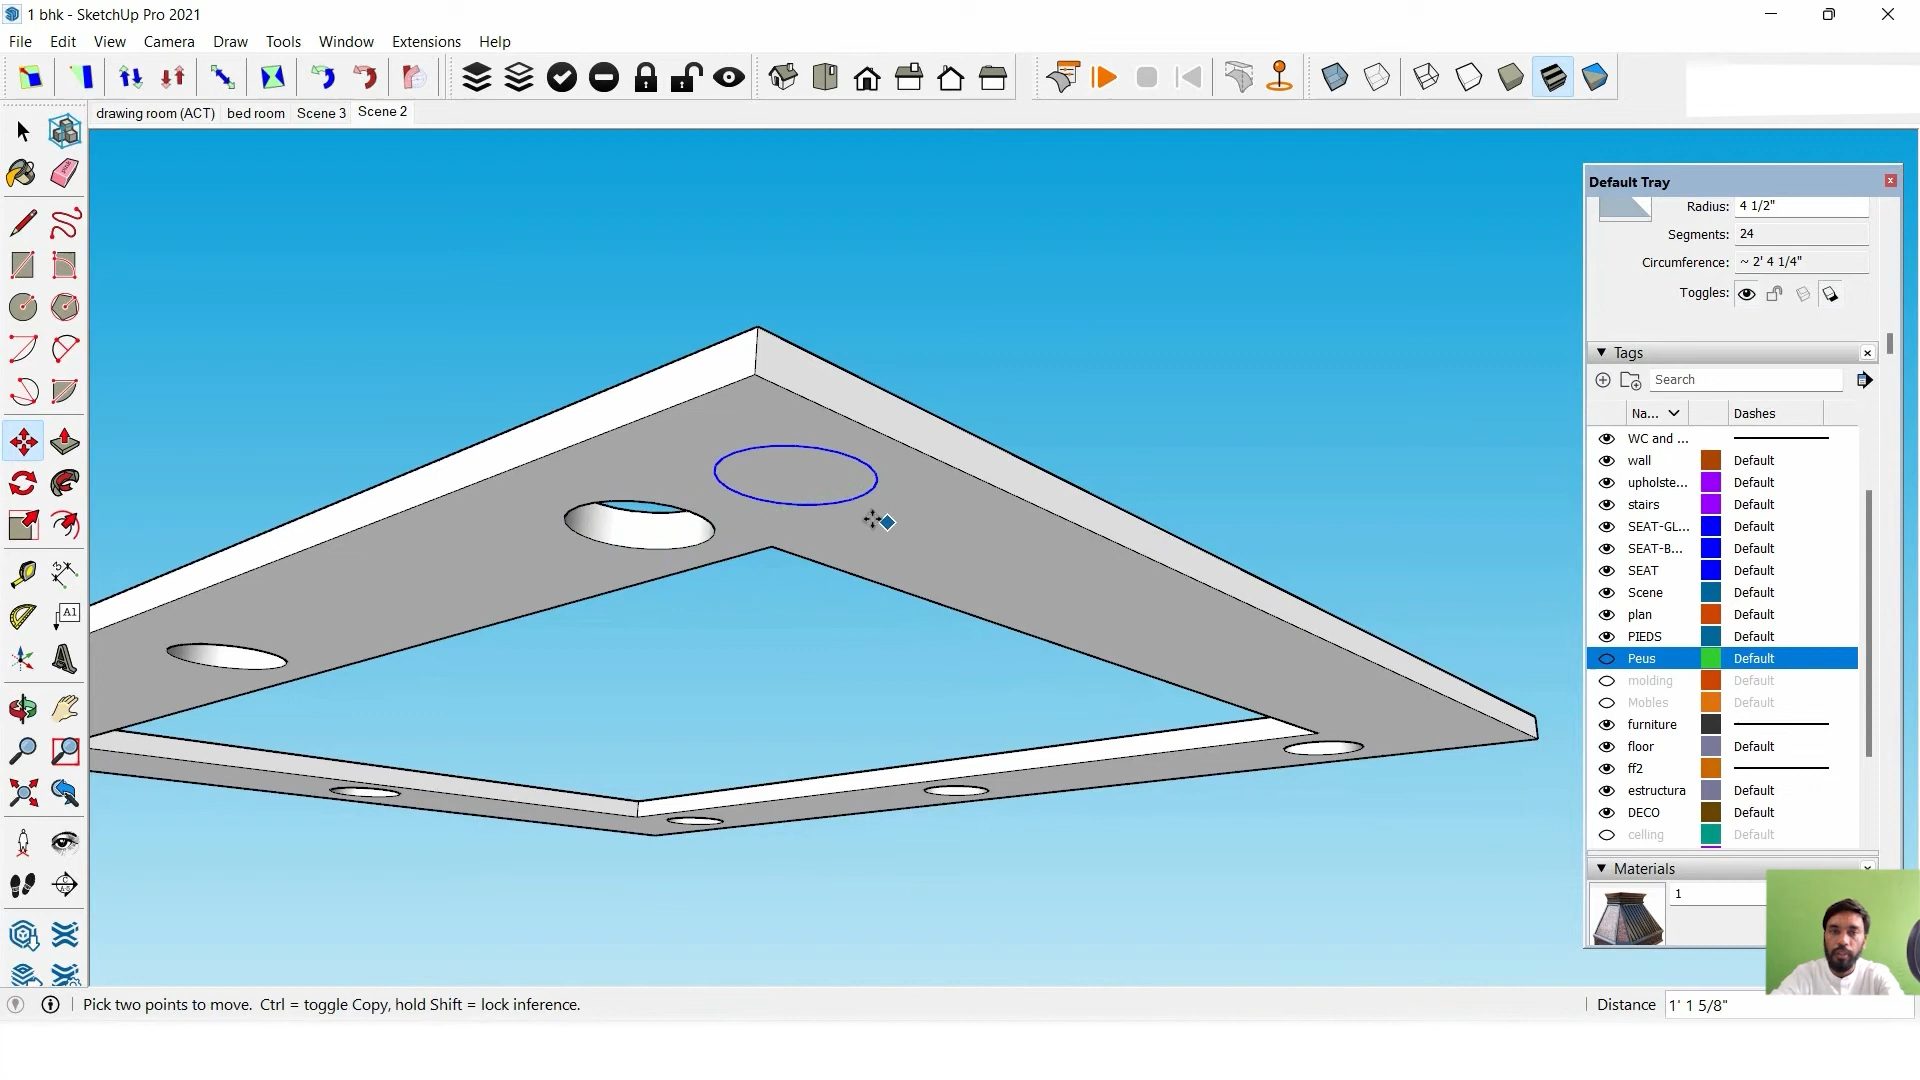 1 bhk - SketchUp Pro 2021
File Edit View Camera Draw Tools Window Extensions Help
drawing room (ACT) bed room Scene 3 Scene 2
Default Tray
Radius: 4 1/2"
Segments: 24
Circumference: ~ 2' 4 1/4"
Toggles:
Tags
Search
Na... Dashes
WC and ...
wall Default
upholste... Default
stairs Default
SEAT-GL... Default
SEAT-B... Default
SEAT Default
Scene Default
plan Default
PIEDS Default
Peus Default
molding Default
Mobles Default
furniture
floor Default
ff2
estructura Default
DECO Default
celling Default
Materials
1
A1
Pick two points to move. Ctrl = toggle Copy, hold Shift = lock inference.
Distance 1' 1 5/8"